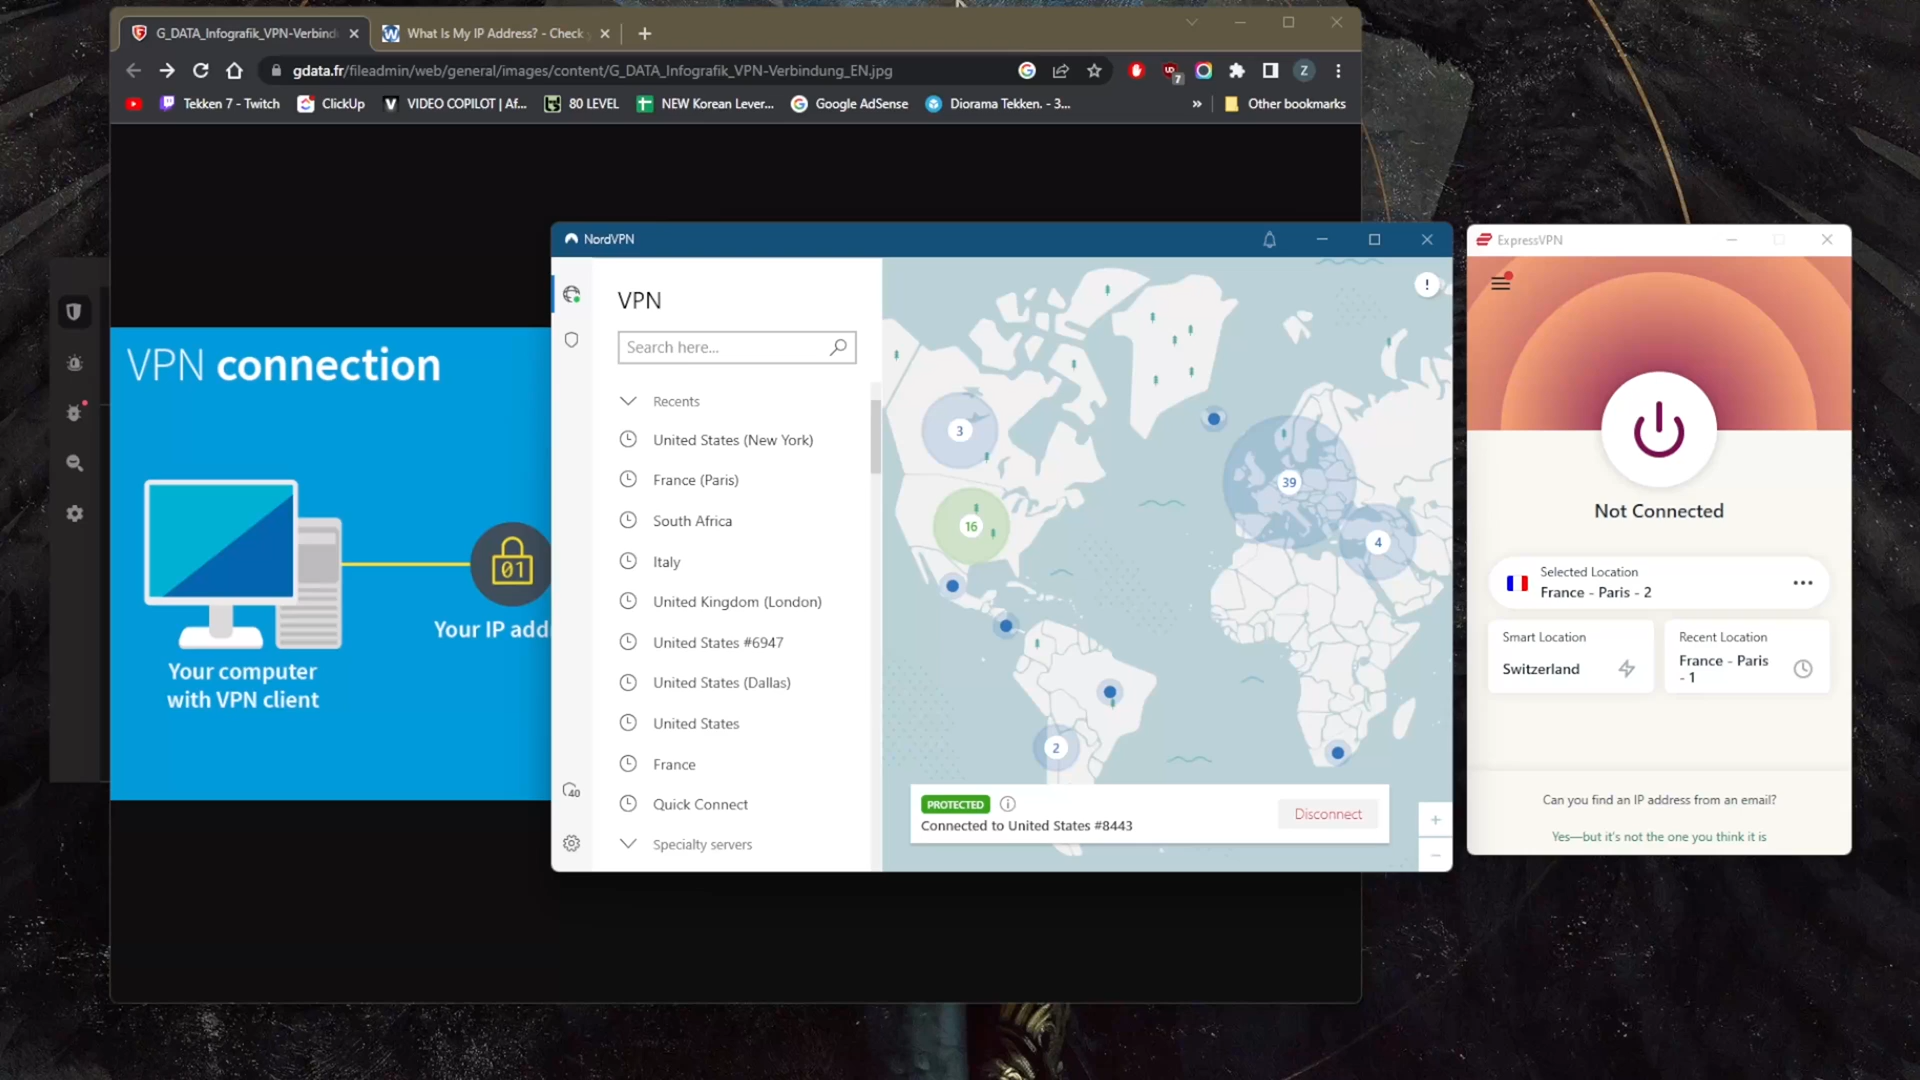 G_DATA_Infografik_VPN-Verbind
What Is My IP Address? - Check
gdata.fr/fileadmin/web/general/images/content/G_DATA_Infografik_VPN-Verbindung_EN.jpg
7
Z
Tekken 7 - Twitch
ClickUp
VIDEO COPILOT | Af...
80 LEVEL
NEW Korean Lever...
Google AdSense
Diorama Tekken. - 3...
»
Other bookmarks
VPN connection
01
Your IP add
Your computer
with VPN client
NordVPN
VPN
Search here...
Recents
United States (New York)
France (Paris)
South Africa
Italy
United Kingdom (London)
United States #6947
United States (Dallas)
United States
France
Quick Connect
Specialty servers
40
3
16
39
4
2
!
PROTECTED
Connected to United States #8443
Disconnect
ExpressVPN
Not Connected
Selected Location
France - Paris - 2
Smart Location
Switzerland
Recent Location
France - Paris
- 1
Can you find an IP address from an email?
Yes—but it's not the one you think it is